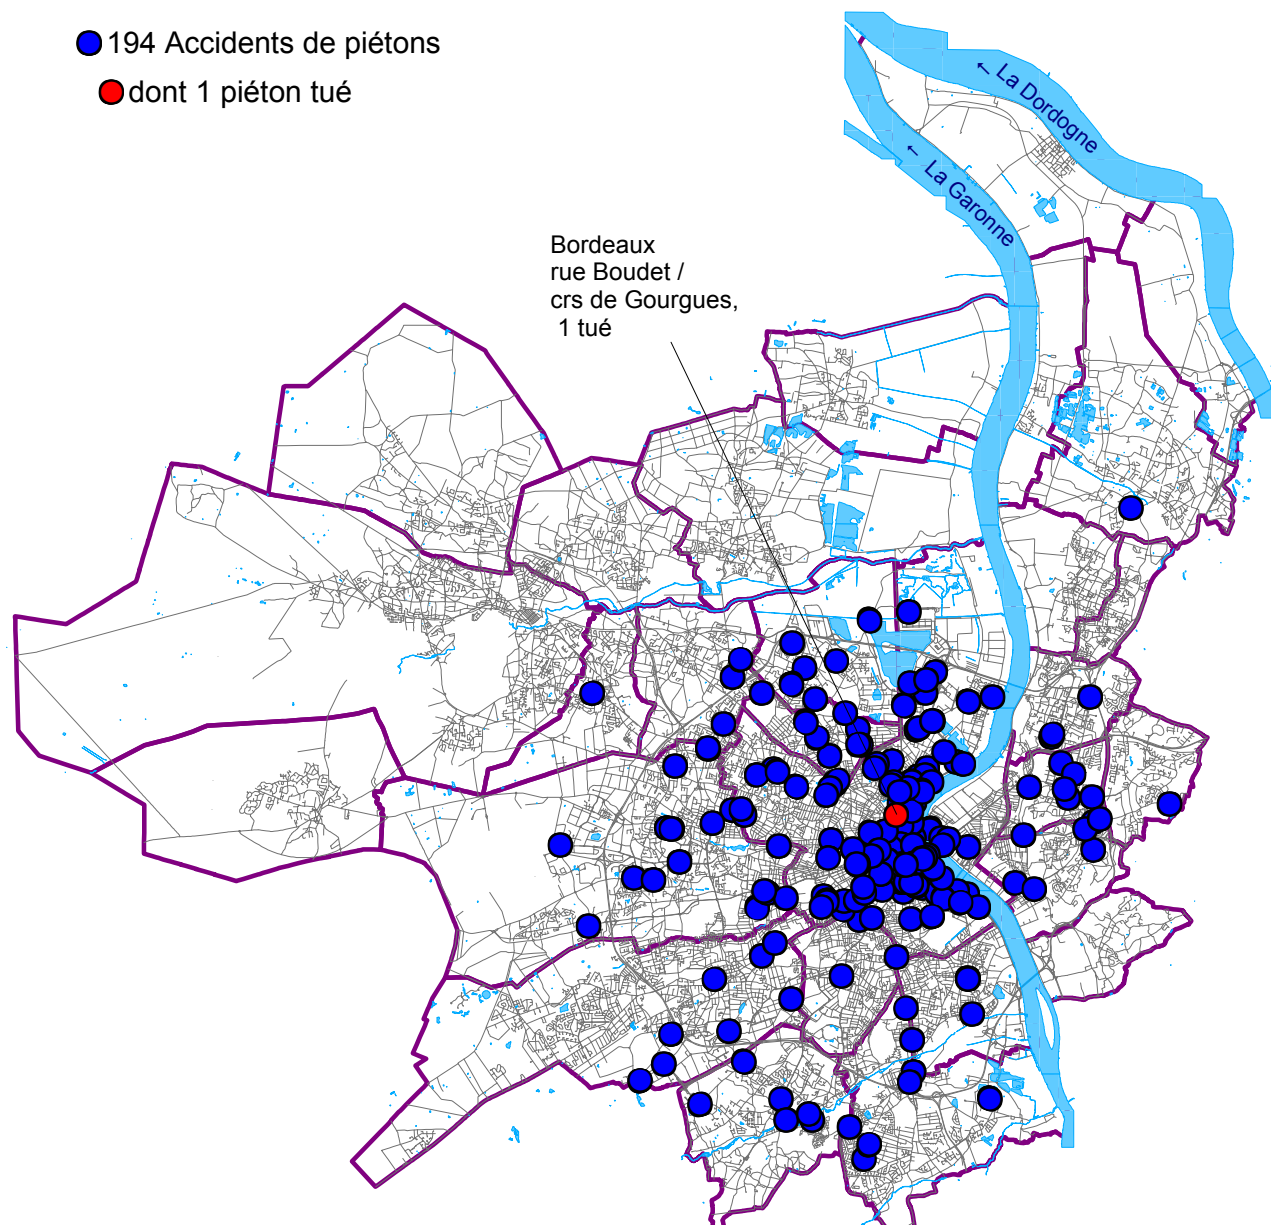 194 Accidents de piétons
dont 1 piéton tué
← La Dordogne
← La Garonne
Bordeaux
rue Boudet /
crs de Gourgues,
1 tué